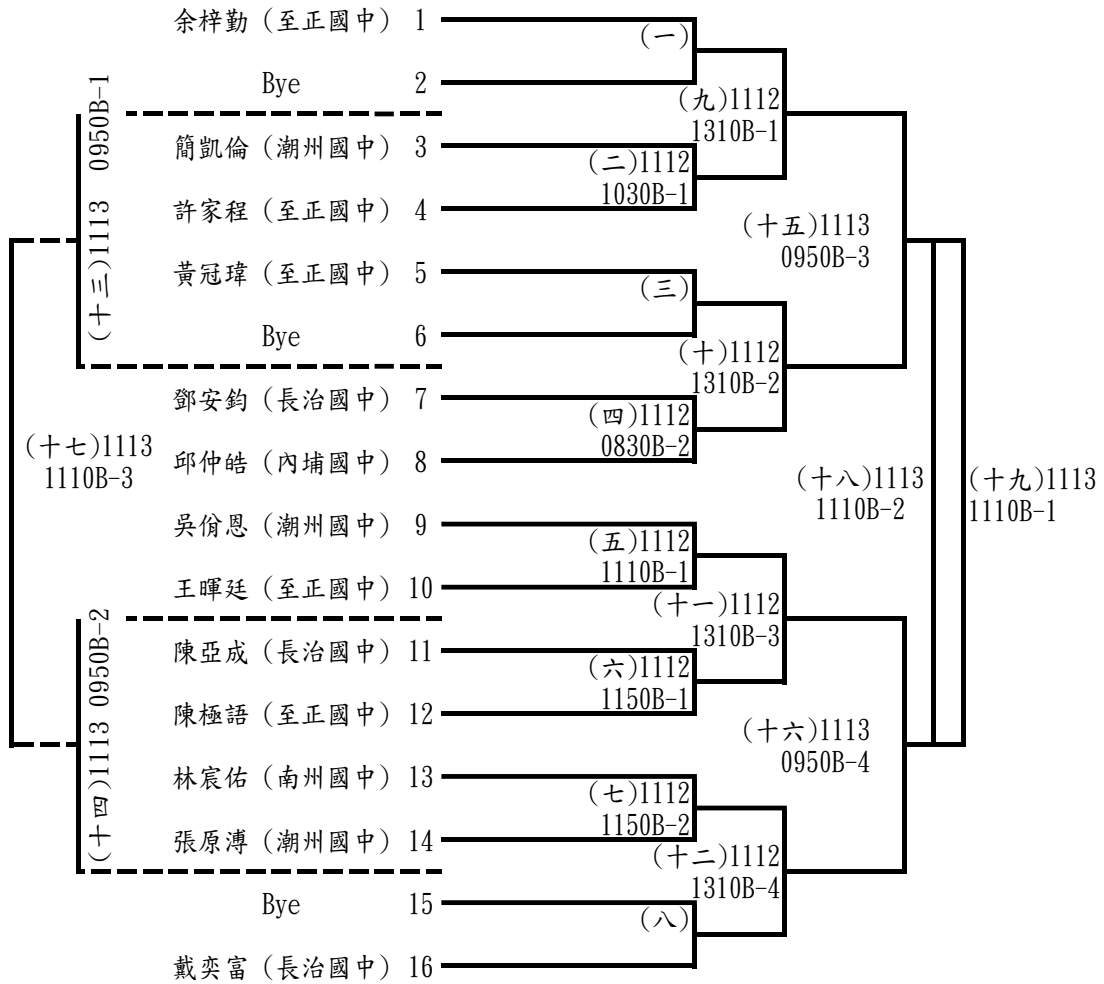 余梓勤 (至正國中) 1
(一)
Bye 2
(九)1112
1310B-1
簡凱倫 (潮州國中) 3
(二)1112
1030B-1
許家程 (至正國中) 4
(十三)1113 0950B-1
(十五)1113
0950B-3
黃冠瑋 (至正國中) 5
(三)
Bye 6
(十)1112
1310B-2
鄧安鈞 (長治國中) 7
(四)1112
0830B-2
邱仲皓 (內埔國中) 8
(十七)1113
1110B-3
(十八)1113
1110B-2
(十九)1113
1110B-1
吳偗恩 (潮州國中) 9
(五)1112
1110B-1
王暉廷 (至正國中) 10
(十一)1112
1310B-3
陳亞成 (長治國中) 11
(六)1112
1150B-1
陳極語 (至正國中) 12
(十四)1113 0950B-2
(十六)1113
0950B-4
林宸佑 (南州國中) 13
(七)1112
1150B-2
張原溥 (潮州國中) 14
(十二)1112
1310B-4
Bye 15
(八)
戴奕富 (長治國中) 16